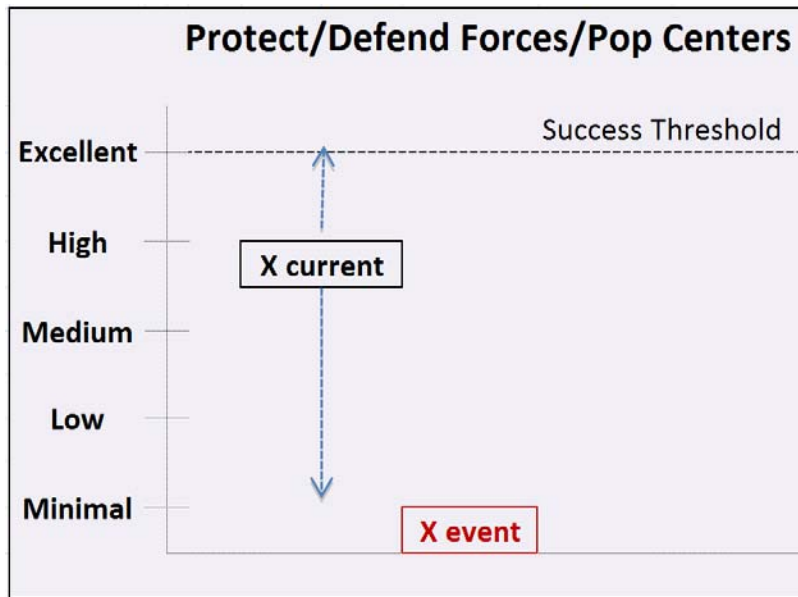 Protect/Defend Forces/Pop Centers
Success Threshold
Excellent
High
X current
Medium
Low
Minimal
X event